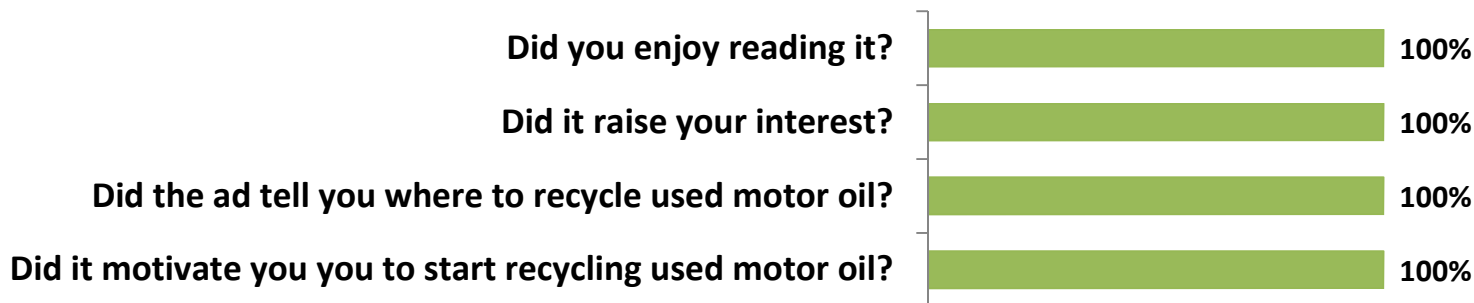 Did you enjoy reading it? 100%
Did it raise your interest? 100%
Did the ad tell you where to recycle used motor oil? 100%
Did it motivate you you to start recycling used motor oil? 100%